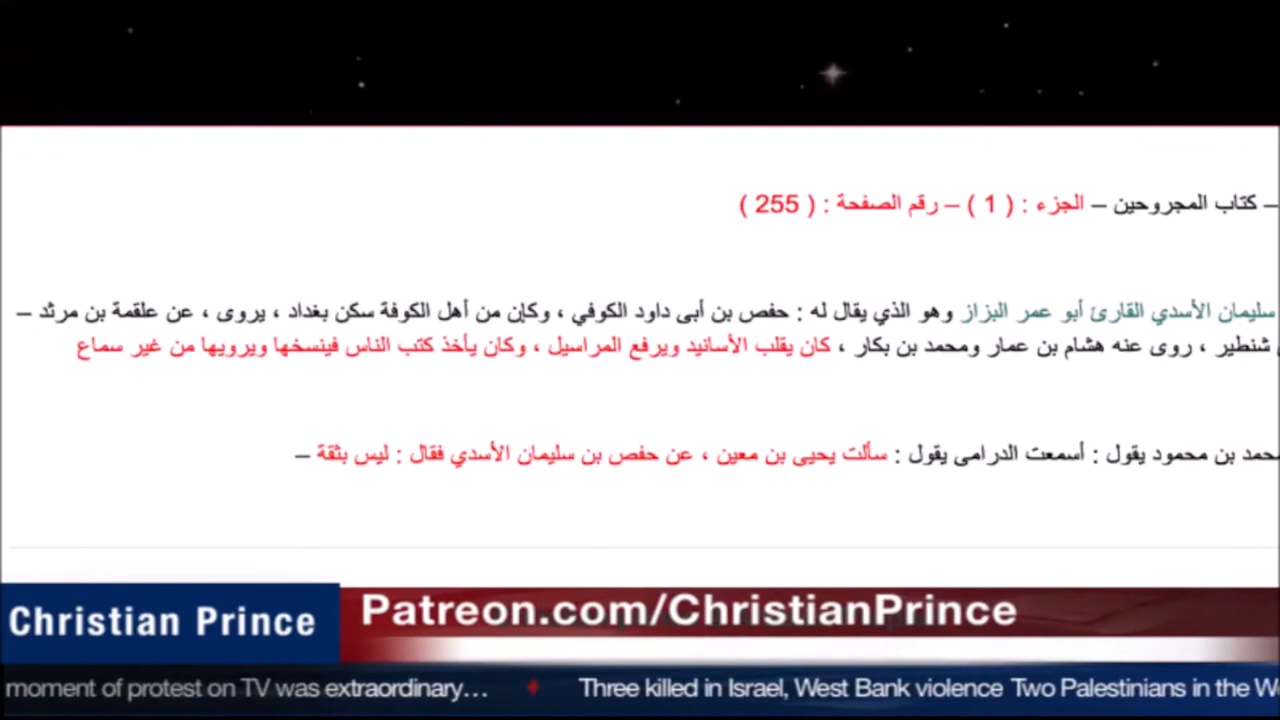 – كتاب المجروحين – الجزء : ( 1 ) – رقم الصفحة : ( 255 )
سليمان الأسدي القارئ أبو عمر البزاز وهو الذي يقال له : حفص بن أبى داود الكوفي ، وكان من أهل الكوفة سكن بغداد ، يروى ، عن علقمة بن مرثد –
شنطير ، روى عنه هشام بن عمار ومحمد بن بكار ، كان يقلب الأسانيد ويرفع المراسيل ، وكان يأخذ كتب الناس فينسخها ويرويها من غير سماع
محمد بن محمود يقول : أسمعت الدرامى يقول : سألت يحيى بن معين ، عن حفص بن سليمان الأسدي فقال : ليس بثقة –
Christian Prince
Patreon.com/ChristianPrince
moment of protest on TV was extraordinary... Three killed in Israel, West Bank violence Two Palestinians in the W